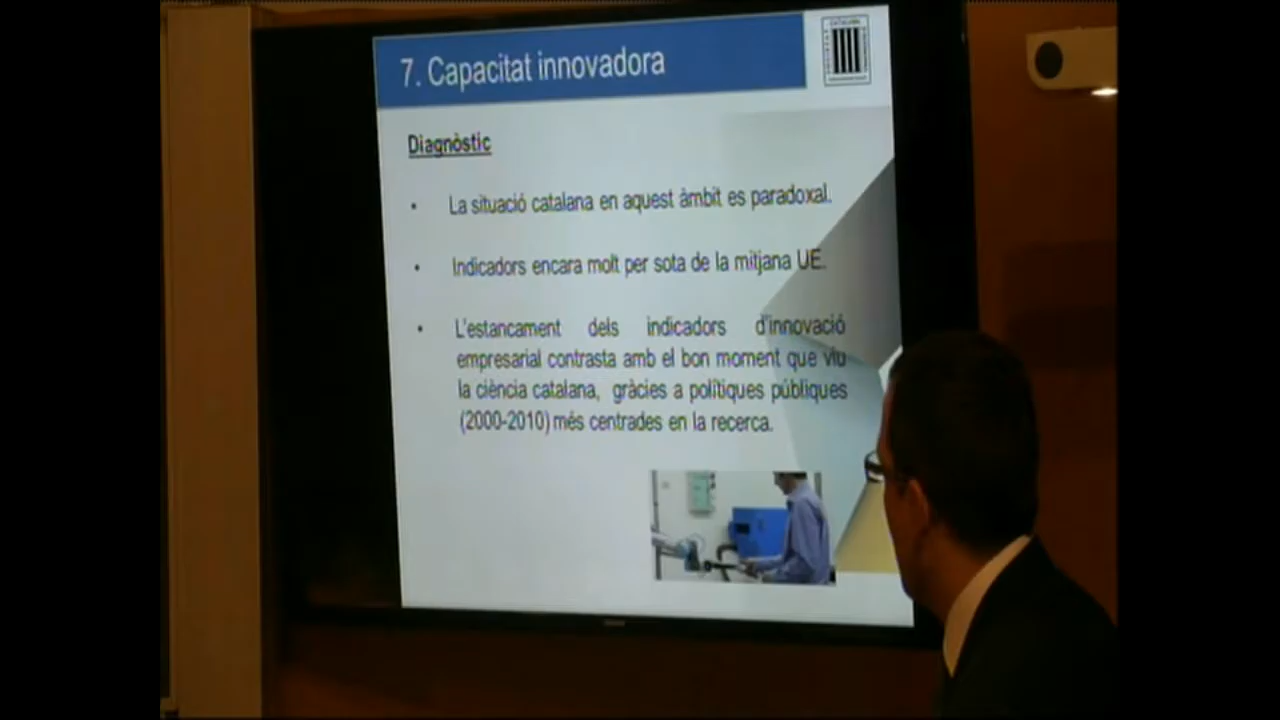 7. Capacitat innovadora
CATALANA
Diagnòstic
• La situació catalana en aquest àmbit es paradoxal.
• Indicadors encara molt per sota de la mitjana UE.
• L'estancament dels indicadors d'innovació
empresarial contrasta amb el bon moment que viu
la ciència catalana, gràcies a polítiques públiques
(2000-2010) més centrades en la recerca.